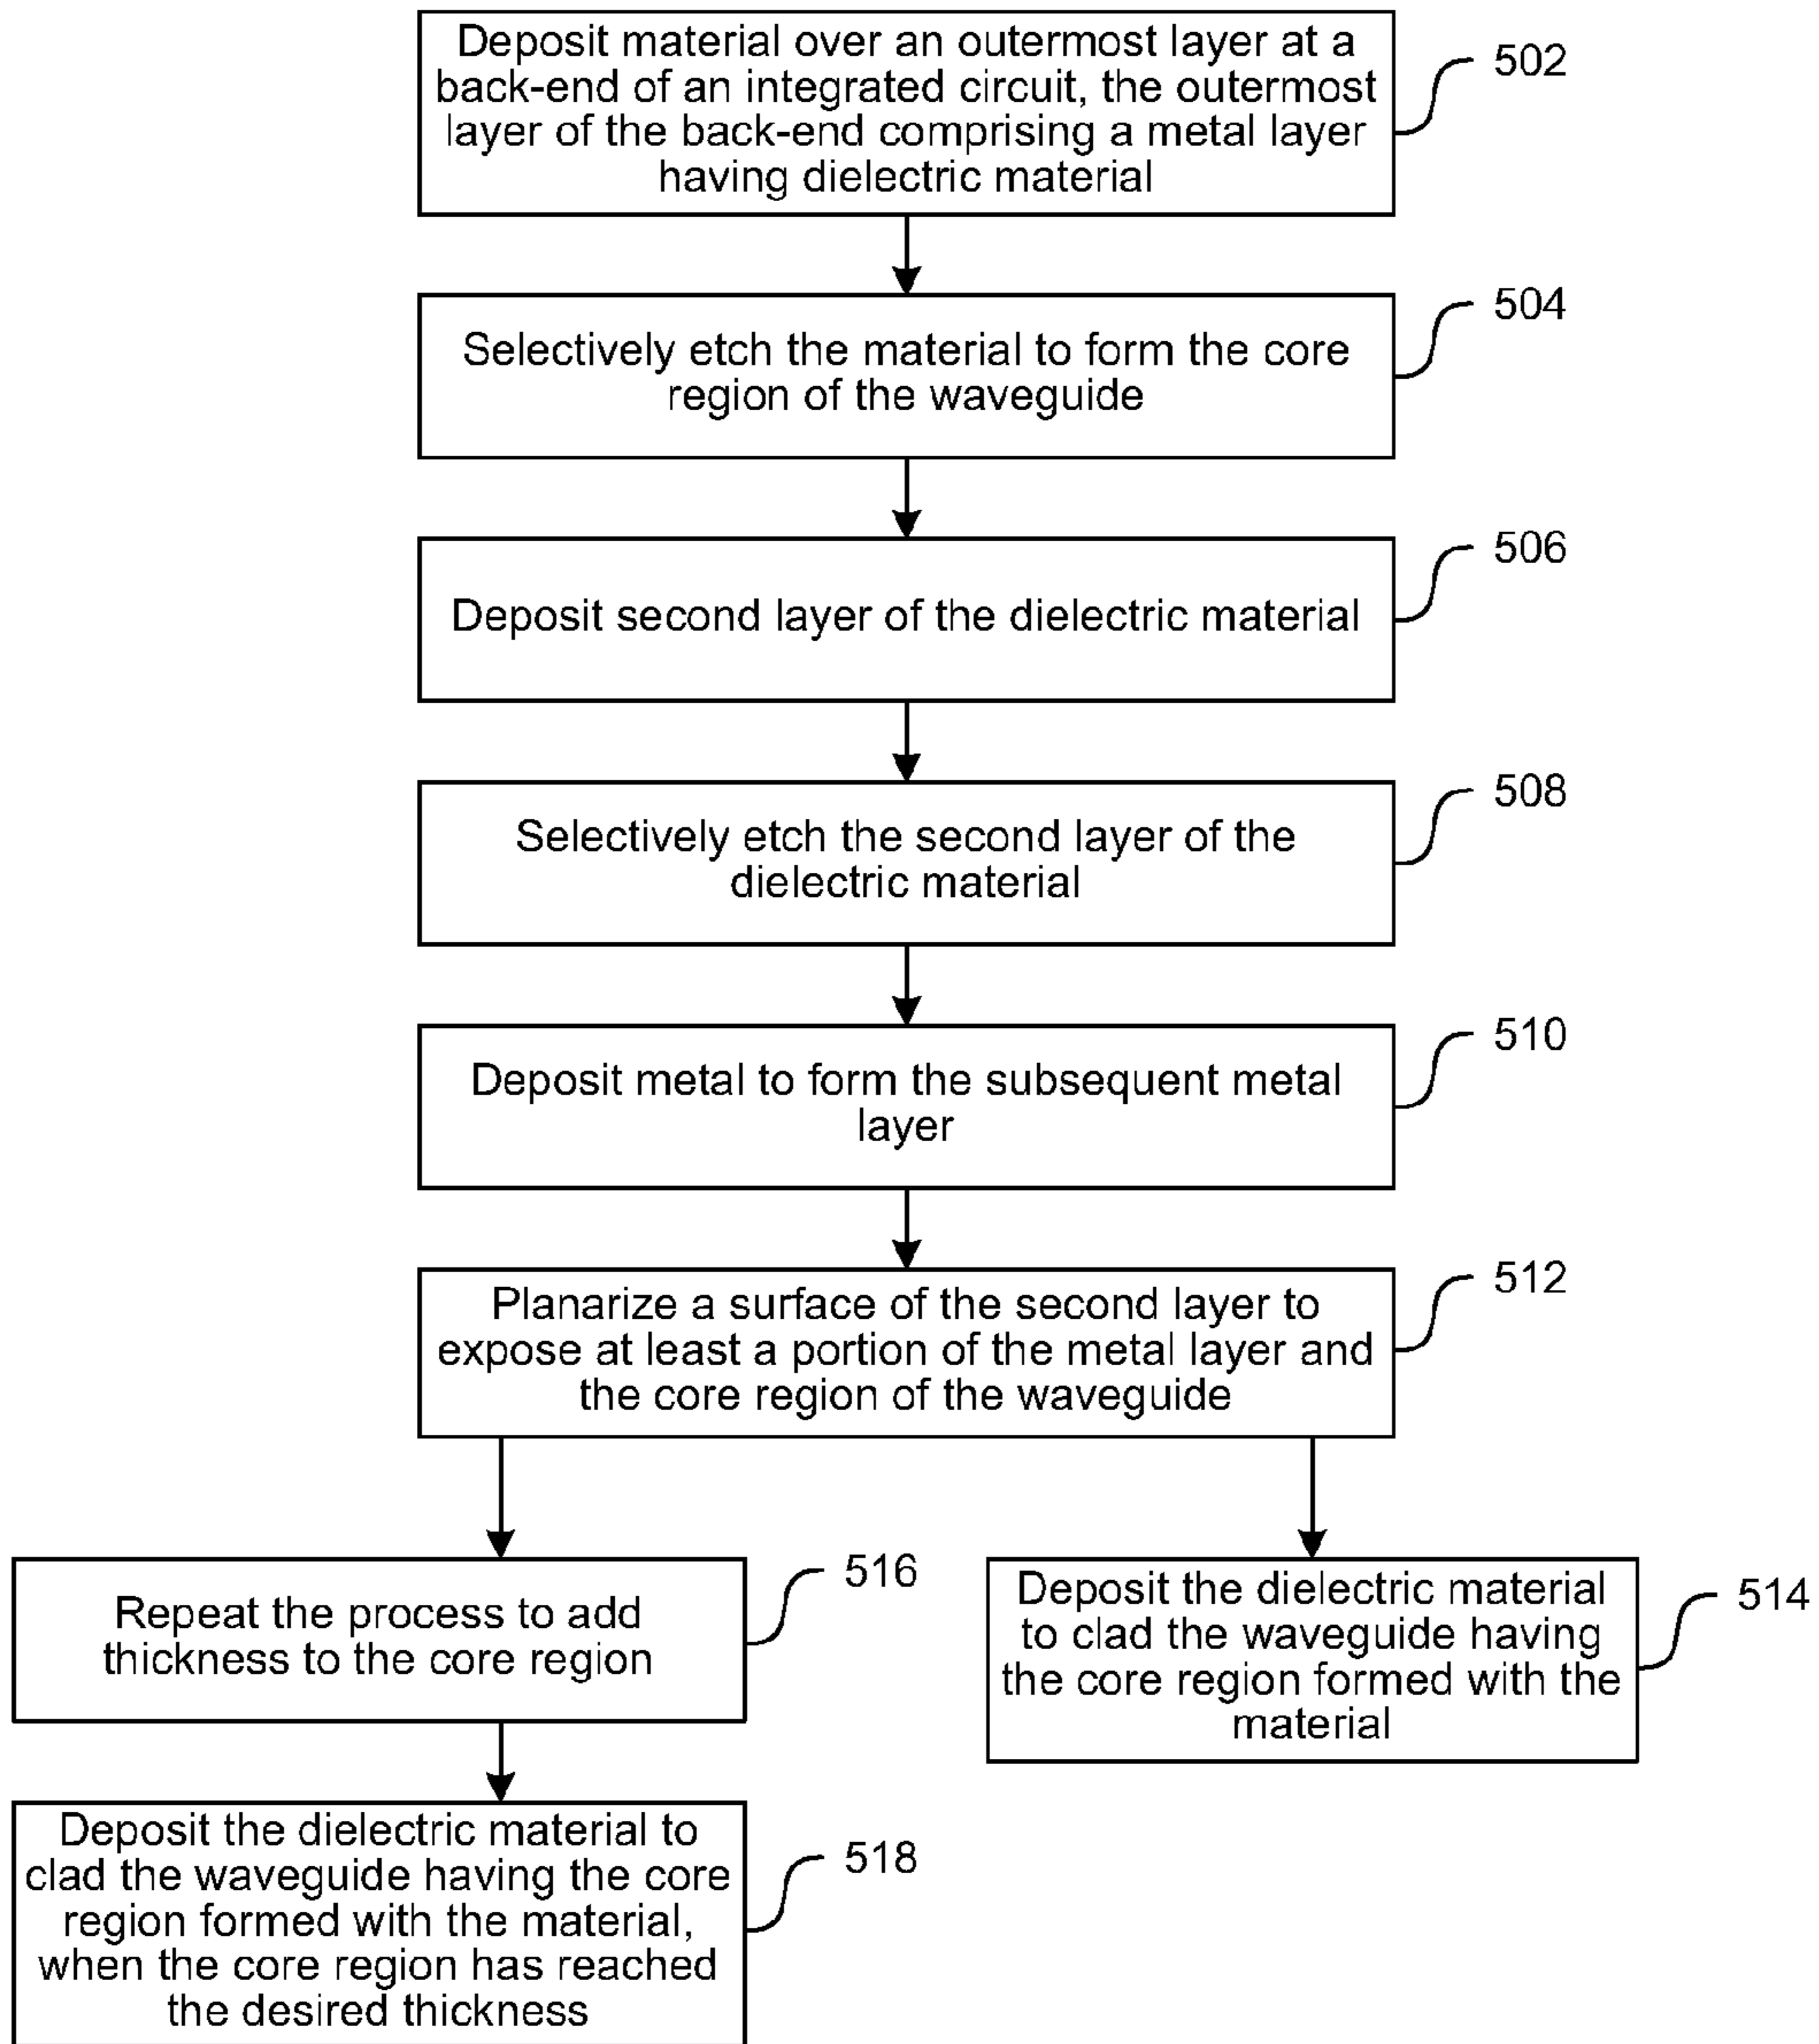 Deposit material over an outermost layer at a
back-end of an integrated circuit, the outermost
layer of the back-end comprising a metal layer
having dielectric material
502
Selectively etch the material to form the core
region of the waveguide
504
Deposit second layer of the dielectric material
506
Selectively etch the second layer of the
dielectric material
508
Deposit metal to form the subsequent metal
layer
510
Planarize a surface of the second layer to
expose at least a portion of the metal layer and
the core region of the waveguide
512
Repeat the process to add
thickness to the core region
516
Deposit the dielectric material
to clad the waveguide having
the core region formed with the
material
514
Deposit the dielectric material to
clad the waveguide having the core
region formed with the material,
when the core region has reached
the desired thickness
518